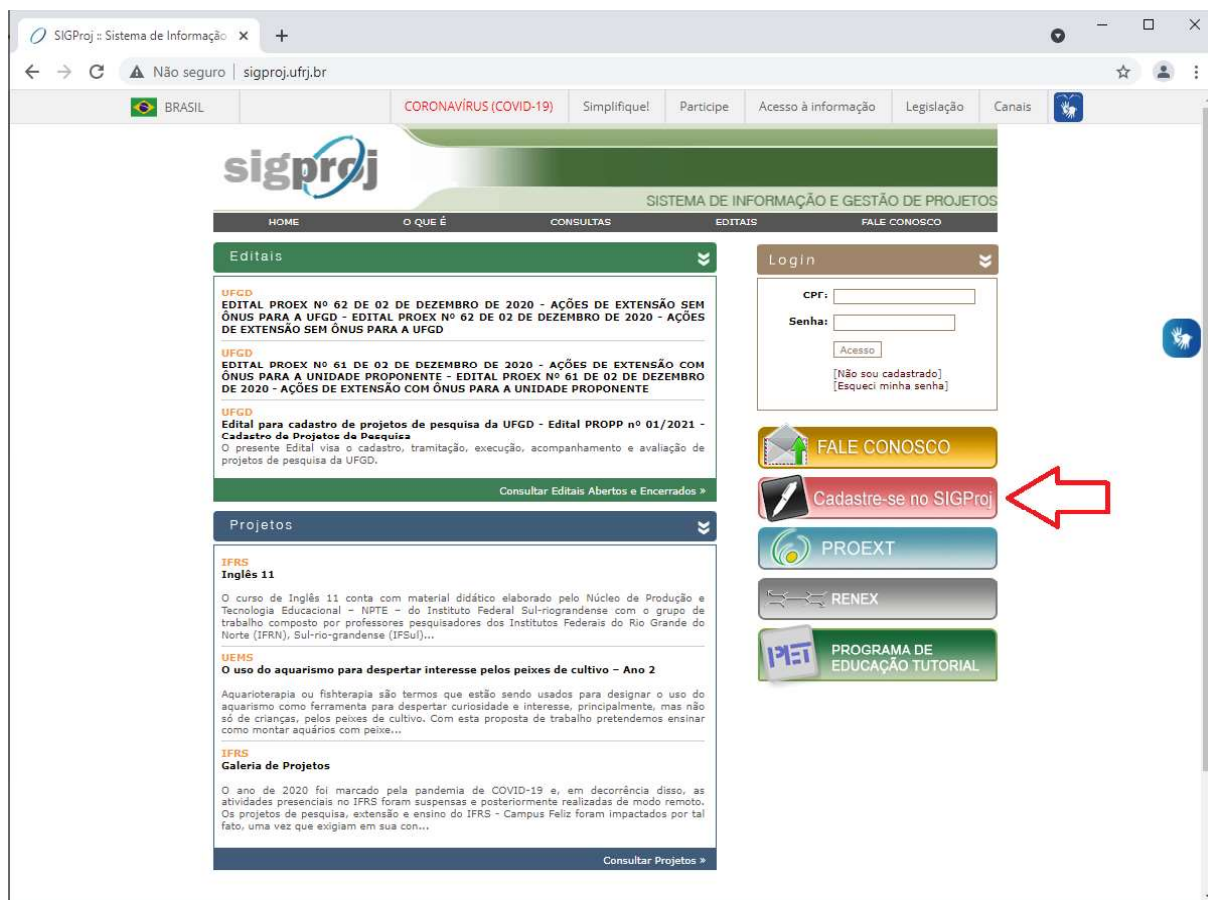 SIGProj :: Sistema de Informação
Não seguro
sigproj.ufrj.br
BRASIL
CORONAVÍRUS (COVID-19)
Simplifique!
Participe
Acesso à informação
Legislação
Canais
sigproj
SISTEMA DE INFORMAÇÃO E GESTÃO DE PROJETOS
HOME
O QUE É
CONSULTAS
EDITAIS
FALE CONOSCO
Editais
UFGD
EDITAL PROEX Nº 62 DE 02 DE DEZEMBRO DE 2020 - AÇÕES DE EXTENSÃO SEM
ÔNUS PARA A UFGD - EDITAL PROEX Nº 62 DE 02 DE DEZEMBRO DE 2020 - AÇÕES
DE EXTENSÃO SEM ÔNUS PARA A UFGD
UFGD
EDITAL PROEX Nº 61 DE 02 DE DEZEMBRO DE 2020 - AÇÕES DE EXTENSÃO COM
ÔNUS PARA A UNIDADE PROPONENTE - EDITAL PROEX Nº 61 DE 02 DE DEZEMBRO
DE 2020 - AÇÕES DE EXTENSÃO COM ÔNUS PARA A UNIDADE PROPONENTE
UFGD
Edital para cadastro de projetos de pesquisa da UFGD - Edital PROPP nº 01/2021 -
Cadastro de Projetos de Pesquisa
O presente Edital visa o cadastro, tramitação, execução, acompanhamento e avaliação de
projetos de pesquisa da UFGD.
Consultar Editais Abertos e Encerrados »
Projetos
IFRS
Inglês 11
O curso de Inglês 11 conta com material didático elaborado pelo Núcleo de Produção e
Tecnologia Educacional – NPTE – do Instituto Federal Sul-riograndense com o grupo de
trabalho composto por professores pesquisadores dos Institutos Federais do Rio Grande do
Norte (IFRN), Sul-rio-grandense (IFSul)...
UEMS
O uso do aquarismo para despertar interesse pelos peixes de cultivo – Ano 2
Aquarioterapia ou fishterapia são termos que estão sendo usados para designar o uso do
aquarismo como ferramenta para despertar curiosidade e interesse, principalmente, mas não
só de crianças, pelos peixes de cultivo. Com esta proposta de trabalho pretendemos ensinar
como montar aquários com peixe...
IFRS
Galeria de Projetos
O ano de 2020 foi marcado pela pandemia de COVID-19 e, em decorrência disso, as
atividades presenciais no IFRS foram suspensas e posteriormente realizadas de modo remoto.
Os projetos de pesquisa, extensão e ensino do IFRS - Campus Feliz foram impactados por tal
fato, uma vez que exigiam em sua con...
Consultar Projetos »
Login
CPF:
Senha:
Acesso
[Não sou cadastrado]
[Esqueci minha senha]
FALE CONOSCO
Cadastre-se no SIGProj
PROEXT
RENEX
PET
PROGRAMA DE
EDUCAÇÃO TUTORIAL